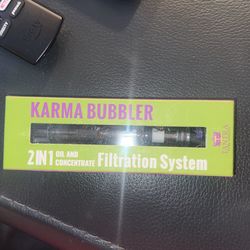 KARMA BUBBLER
2 IN 1 OIL AND CONCENTRATE Filtration System